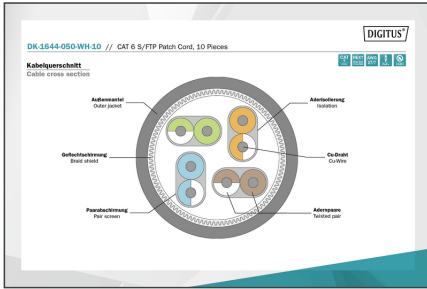 DIGITUS®
DK-1644-050-WH-10 // CAT 6 S/FTP Patch Cord, 10 Pieces
Kabelquerschnitt
Cable cross section
Außenmantel
Outer jacket
Aderisolierung
Isolation
Geflechtschirmung
Braid shield
Cu-Draht
Cu-Wire
Paarabschirmung
Pair screen
Aderpaare
Twisted pair